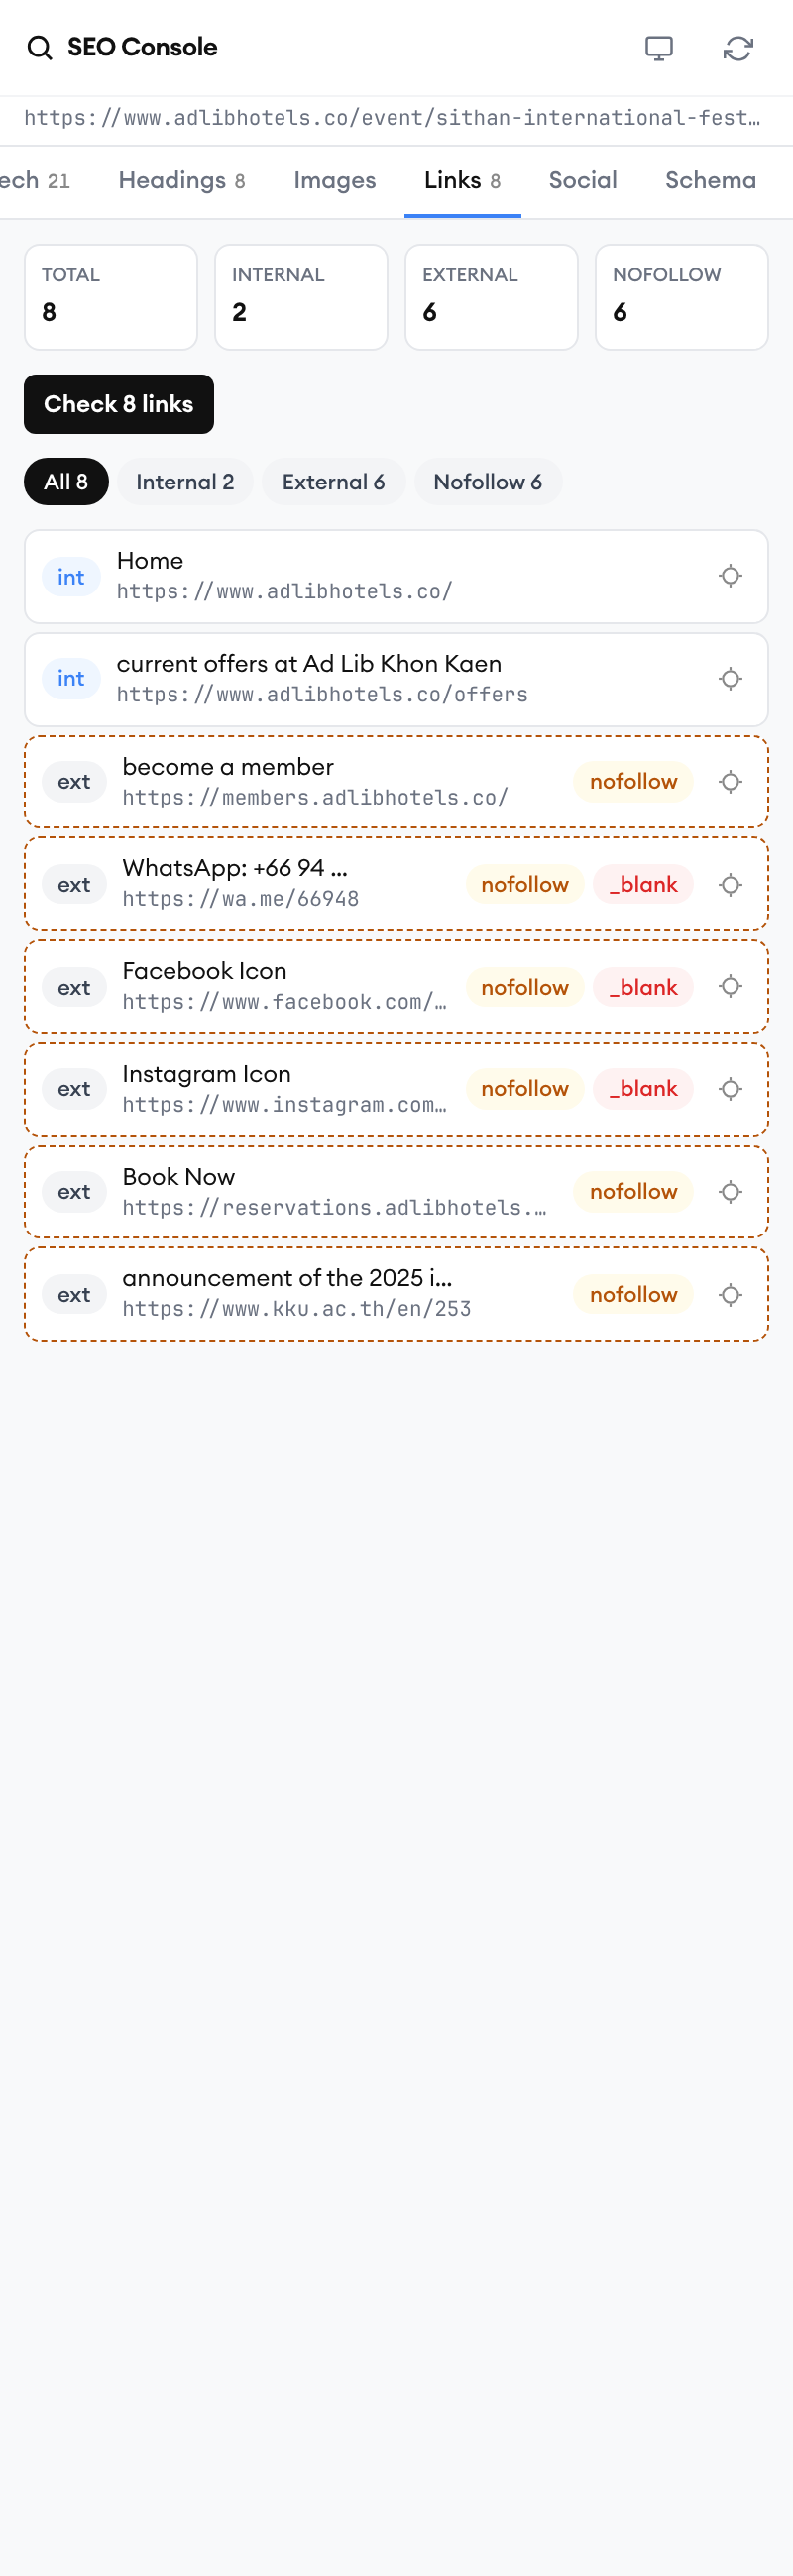 SEO Console
https://www.adlibhotels.co/event/sithan-international-fest…
ech 21 Headings 8 Images Links 8 Social Schema
TOTAL INTERNAL EXTERNAL NOFOLLOW
8 2 6 6
Check 8 links
All 8 Internal 2 External 6 Nofollow 6
int Home
https://www.adlibhotels.co/
int current offers at Ad Lib Khon Kaen
https://www.adlibhotels.co/offers
ext become a member nofollow
https://members.adlibhotels.co/
ext WhatsApp: +66 94 … nofollow _blank
https://wa.me/66948
ext Facebook Icon nofollow _blank
https://www.facebook.com/…
ext Instagram Icon nofollow _blank
https://www.instagram.com…
ext Book Now nofollow
https://reservations.adlibhotels.…
ext announcement of the 2025 i… nofollow
https://www.kku.ac.th/en/253